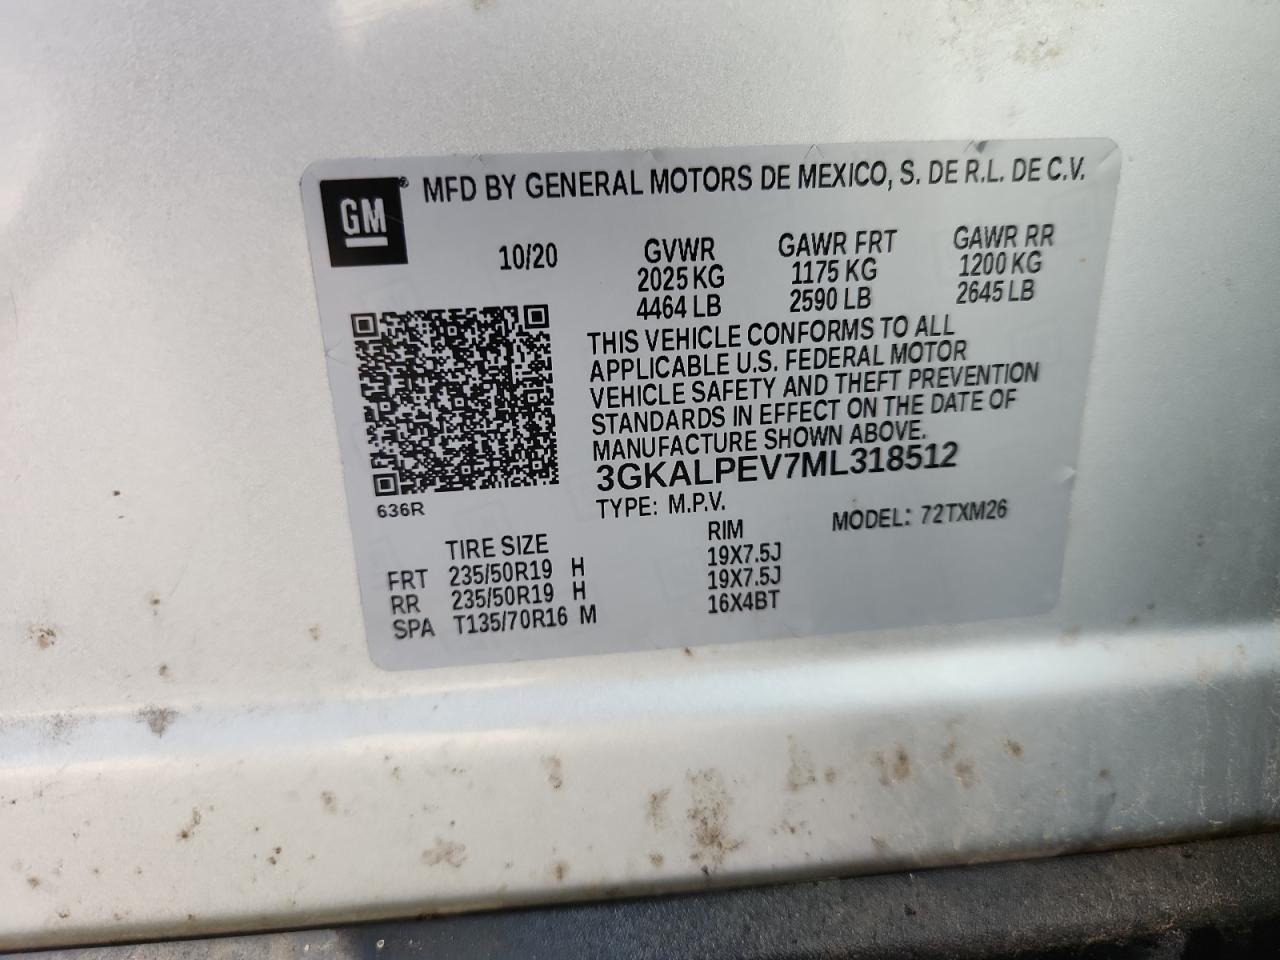 GM®
MFD BY GENERAL MOTORS DE MEXICO, S. DE R.L. DE C.V.
10/20 GVWR GAWR FRT GAWR RR
2025 KG 1175 KG 1200 KG
4464 LB 2590 LB 2645 LB
THIS VEHICLE CONFORMS TO ALL
APPLICABLE U.S. FEDERAL MOTOR
VEHICLE SAFETY AND THEFT PREVENTION
STANDARDS IN EFFECT ON THE DATE OF
MANUFACTURE SHOWN ABOVE.
3GKALPEV7ML318512
636R
TYPE: M.P.V. MODEL: 72TXM26
TIRE SIZE RIM
FRT 235/50R19 H 19X7.5J
RR 235/50R19 H 19X7.5J
SPA T135/70R16 M 16X4BT